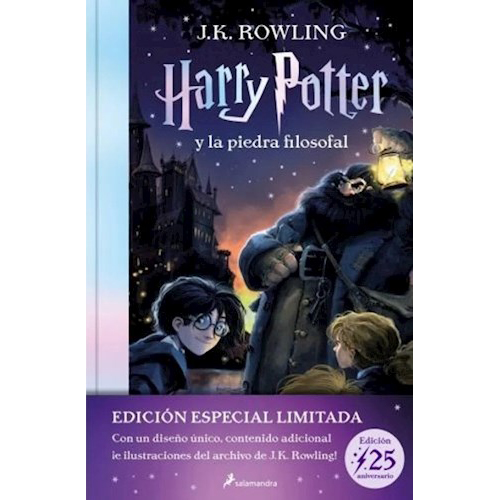 J.K. ROWLING
Harry Potter
y la piedra filosofal
EDICIÓN ESPECIAL LIMITADA
Con un diseño único, contenido adicional
¡e ilustraciones del archivo de J.K. Rowling!
Edición
25
aniversario
salamandra